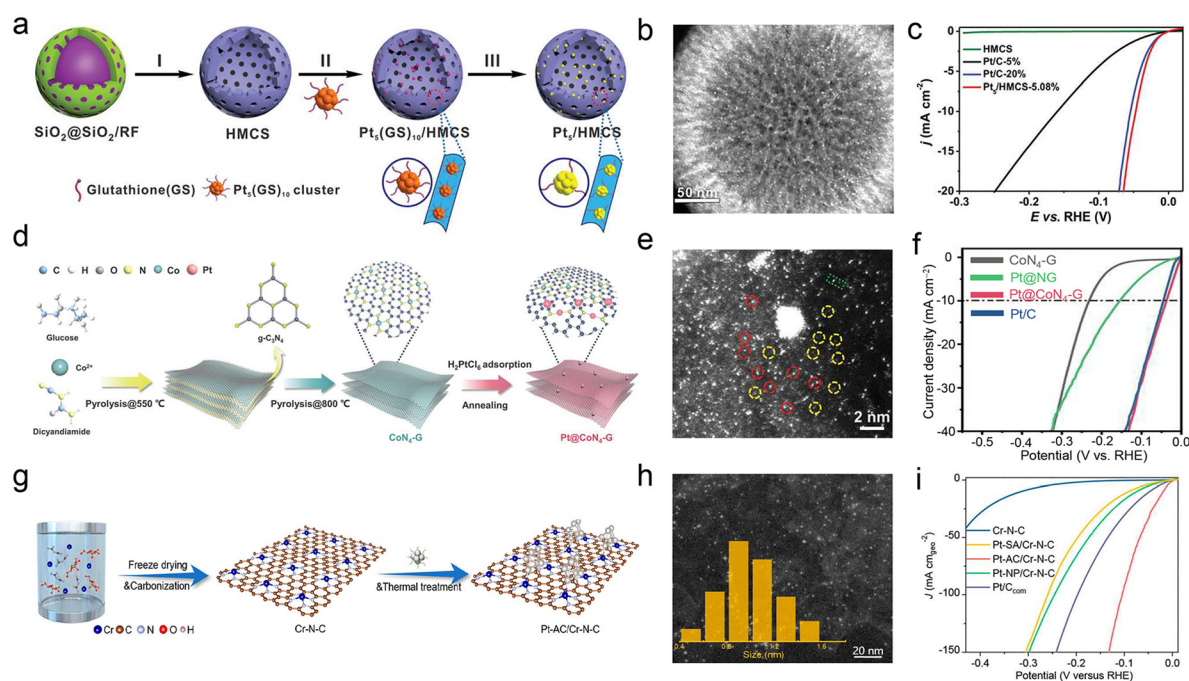 a
I
II
III
SiO₂@SiO₂/RF
HMCS
Pt₅(GS)₁₀/HMCS
Pt₅/HMCS
Glutathione(GS)
Pt₅(GS)₁₀ cluster
b
50 nm
c
j (mA cm⁻²)
0
-5
-10
-15
-20
HMCS
Pt/C-5%
Pt/C-20%
Pt₅/HMCS-5.08%
-0.3
-0.2
-0.1
0.0
E vs. RHE (V)
d
C H O N Co Pt
Glucose
Co²⁺
Dicyandiamide
Pyrolysis@550 ℃
g-C₃N₄
Pyrolysis@800 ℃
CoN₄-G
H₂PtCl₆ adsorption
Annealing
Pt@CoN₄-G
e
2 nm
f
Current density (mA cm⁻²)
0
-10
-20
-30
-40
CoN₄-G
Pt@NG
Pt@CoN₄-G
Pt/C
-0.5
-0.4
-0.3
-0.2
-0.1
0.0
Potential (V vs. RHE)
g
Freeze drying
&Carbonization
Cr C N O H
Cr-N-C
&Thermal treatment
Pt-AC/Cr-N-C
h
0.4
0.8
1.2
1.6
Size (nm)
20 nm
i
J (mA cm_geo⁻²)
0
-50
-100
-150
Cr-N-C
Pt-SA/Cr-N-C
Pt-AC/Cr-N-C
Pt-NP/Cr-N-C
Pt/C_com
-0.4
-0.3
-0.2
-0.1
0.0
Potential (V versus RHE)